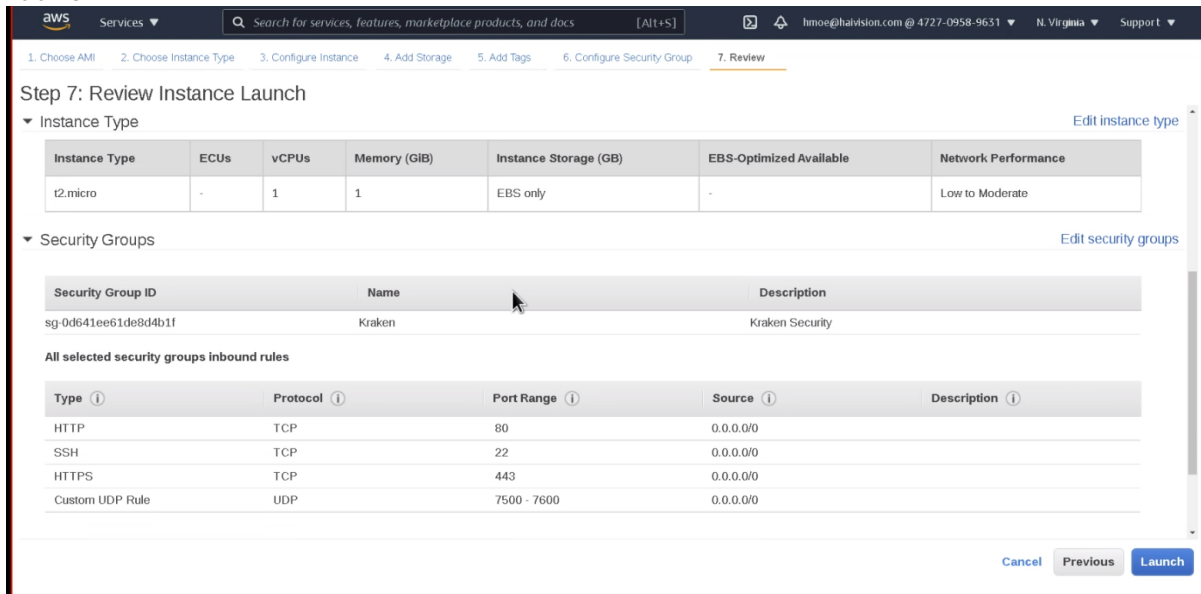 aws Services Search for services, features, marketplace products, and docs [Alt+S] hmoe@haivision.com @ 4727-0958-9631 N. Virginia Support
1. Choose AMI 2. Choose Instance Type 3. Configure Instance 4. Add Storage 5. Add Tags 6. Configure Security Group 7. Review
Step 7: Review Instance Launch
Instance Type Edit instance type
Instance Type ECUs vCPUs Memory (GiB) Instance Storage (GB) EBS-Optimized Available Network Performance
t2.micro - 1 1 EBS only - Low to Moderate
Security Groups Edit security groups
Security Group ID Name Description
sg-0d641ee61de8d4b1f Kraken Kraken Security
All selected security groups inbound rules
Type Protocol Port Range Source Description
HTTP TCP 80 0.0.0.0/0
SSH TCP 22 0.0.0.0/0
HTTPS TCP 443 0.0.0.0/0
Custom UDP Rule UDP 7500 - 7600 0.0.0.0/0
Cancel Previous Launch